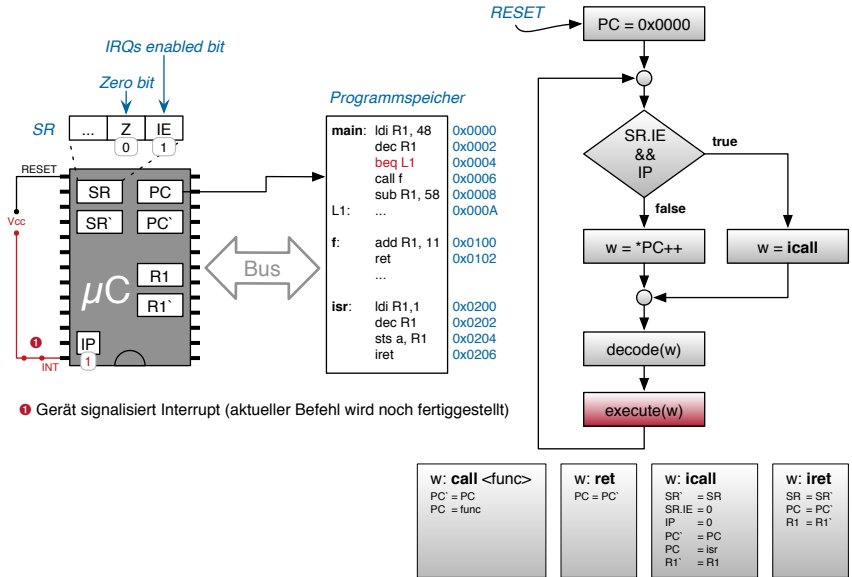 RESET
PC = 0x0000
IRQs enabled bit
Zero bit
SR
... Z IE
0 1
RESET
Vcc
SR PC
SR` PC`
R1
R1`
µC
IP
1
❶
INT
Bus
Programmspeicher
main: ldi R1, 48 0x0000
dec R1 0x0002
beq L1 0x0004
call f 0x0006
sub R1, 58 0x0008
L1: ... 0x000A
f: add R1, 11 0x0100
ret 0x0102
...
isr: ldi R1,1 0x0200
dec R1 0x0202
sts a, R1 0x0204
iret 0x0206
SR.IE
&&
IP
true
false
w = *PC++
w = icall
decode(w)
execute(w)
❶ Gerät signalisiert Interrupt (aktueller Befehl wird noch fertiggestellt)
w: call <func>
PC` = PC
PC = func
w: ret
PC = PC`
w: icall
SR` = SR
SR.IE = 0
IP = 0
PC` = PC
PC = isr
R1` = R1
w: iret
SR = SR`
PC = PC`
R1 = R1`